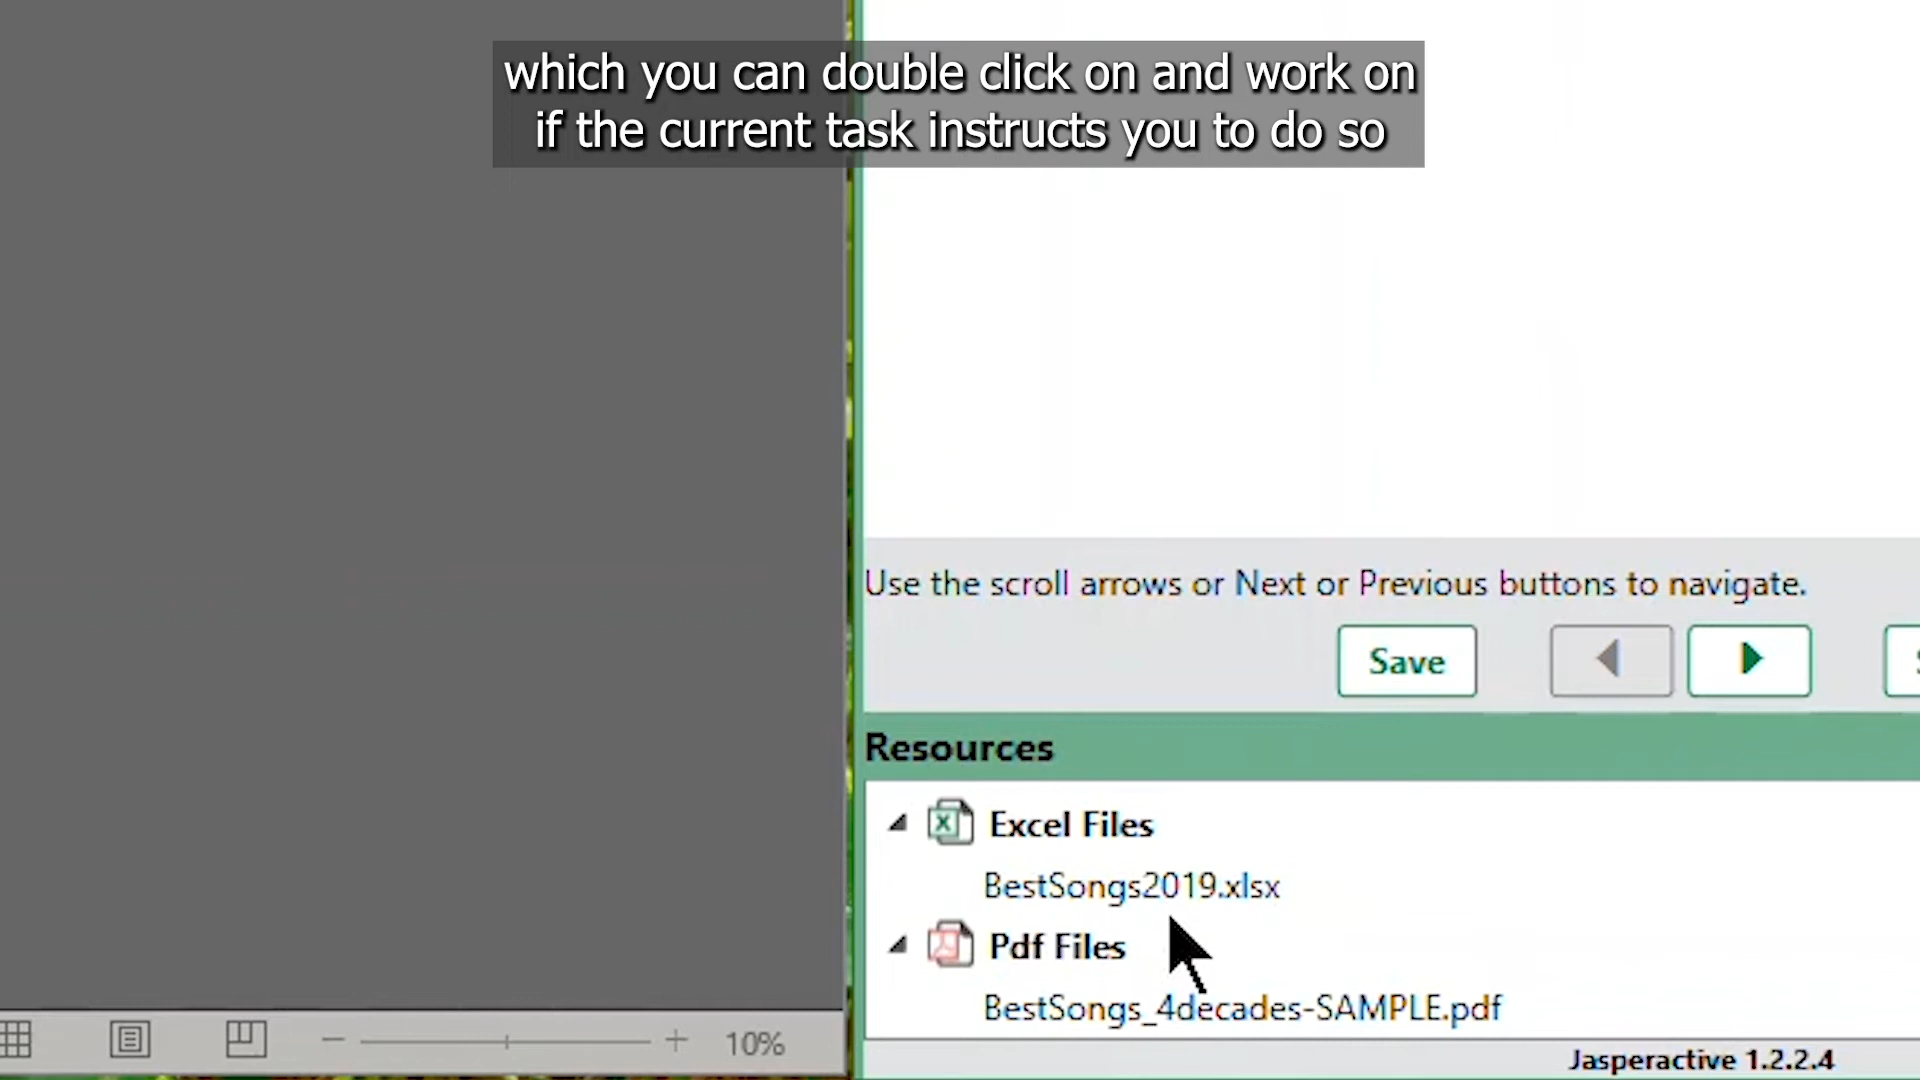 which you can double click on and work on
if the current task instructs you to do so
Use the scroll arrows or Next or Previous buttons to navigate.
Save
Resources
Excel Files
BestSongs2019.xlsx
Pdf Files
BestSongs_4decades-SAMPLE.pdf
10%
Jasperactive 1.2.2.4